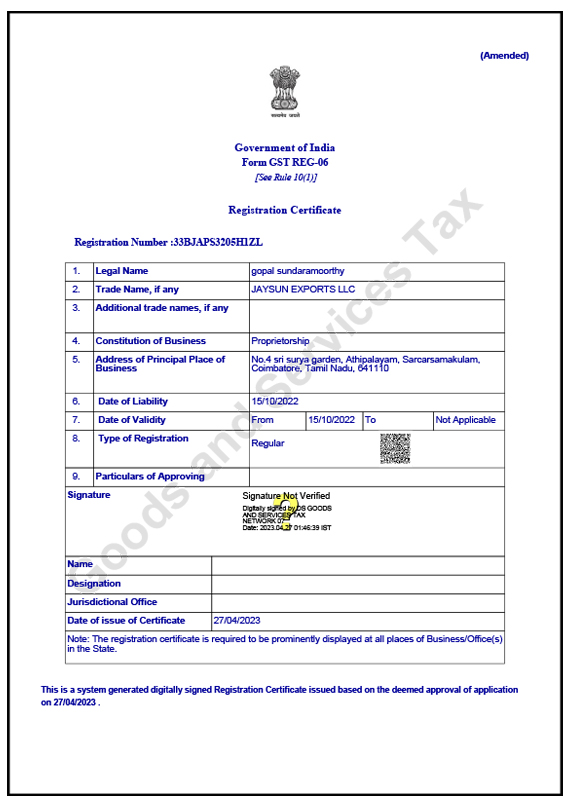 (Amended)
सत्यमेव जयते
Government of India
Form GST REG-06
[See Rule 10(1)]
Registration Certificate
Registration Number :33BJAPS3205H1ZL
1. Legal Name gopal sundaramoorthy
2. Trade Name, if any JAYSUN EXPORTS LLC
3. Additional trade names, if any
4. Constitution of Business Proprietorship
5. Address of Principal Place of Business No.4 sri surya garden, Athipalayam, Sarcarsamakulam,
Coimbatore, Tamil Nadu, 641110
6. Date of Liability 15/10/2022
7. Date of Validity From 15/10/2022 To Not Applicable
8. Type of Registration Regular
9. Particulars of Approving
Signature
Signature Not Verified
Digitally signed by DS GOODS
AND SERVICES TAX
NETWORK 07
Date: 2023.04.27 01:46:39 IST
Name
Designation
Jurisdictional Office
Date of issue of Certificate 27/04/2023
Note: The registration certificate is required to be prominently displayed at all places of Business/Office(s)
in the State.
This is a system generated digitally signed Registration Certificate issued based on the deemed approval of application
on 27/04/2023 .
Goods and Services Tax